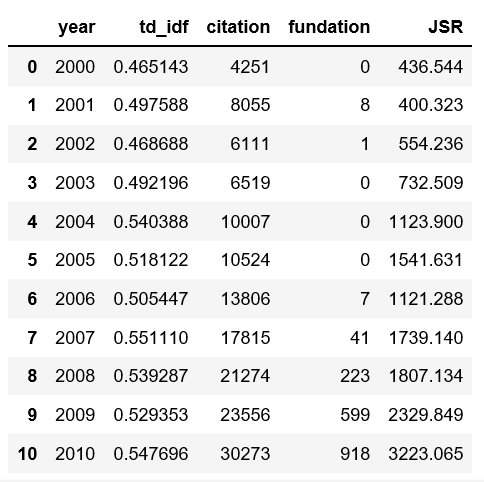 year td_idf citation fundation JSR
0 2000 0.465143 4251 0 436.544
1 2001 0.497588 8055 8 400.323
2 2002 0.468688 6111 1 554.236
3 2003 0.492196 6519 0 732.509
4 2004 0.540388 10007 0 1123.900
5 2005 0.518122 10524 0 1541.631
6 2006 0.505447 13806 7 1121.288
7 2007 0.551110 17815 41 1739.140
8 2008 0.539287 21274 223 1807.134
9 2009 0.529353 23556 599 2329.849
10 2010 0.547696 30273 918 3223.065